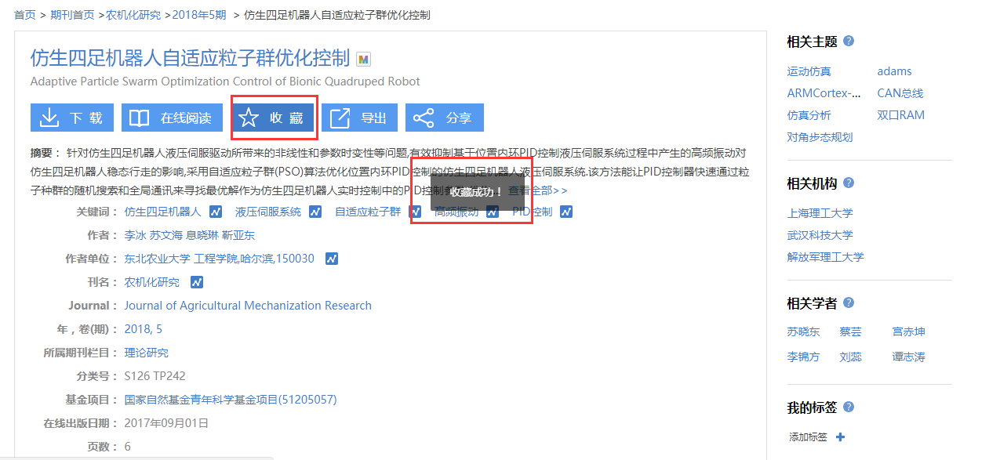 首页 > 期刊首页 >农机化研究 >2018年5期 > 仿生四足机器人自适应粒子群优化控制
仿生四足机器人自适应粒子群优化控制 M
Adaptive Particle Swarm Optimization Control of Bionic Quadruped Robot
下 载 在线阅读 收 藏 导出 分享
摘要： 针对仿生四足机器人液压伺服驱动所带来的非线性和参数时变性等问题,有效抑制基于位置内环PID控制液压伺服系统过程中产生的高频振动对
仿生四足机器人稳态行走的影响,采用自适应粒子群(PSO)算法优化位置内环PID控制的仿生四足机器人液压伺服系统.该方法能让PID控制器快速通过粒
子种群的随机搜索和全局通讯来寻找最优解作为仿生四足机器人实时控制中的PID控制参数 查看全部>>
收藏成功！
关键词： 仿生四足机器人 液压伺服系统 自适应粒子群 高频振动 PID控制
作者： 李冰 苏文海 息晓琳 靳亚东
作者单位： 东北农业大学 工程学院,哈尔滨,150030
刊名： 农机化研究
Journal： Journal of Agricultural Mechanization Research
年，卷(期)： 2018, 5
所属期刊栏目： 理论研究
分类号： S126 TP242
基金项目： 国家自然基金青年科学基金项目(51205057)
在线出版日期： 2017年09月01日
页数： 6
相关主题 ?
运动仿真 adams
ARMCortex-... CAN总线
仿真分析 双口RAM
对角步态规划
相关机构 ?
上海理工大学
武汉科技大学
解放军理工大学
相关学者 ?
苏晓东 蔡芸 宫赤坤
李锦方 刘蕊 谭志涛
我的标签 ?
添加标签